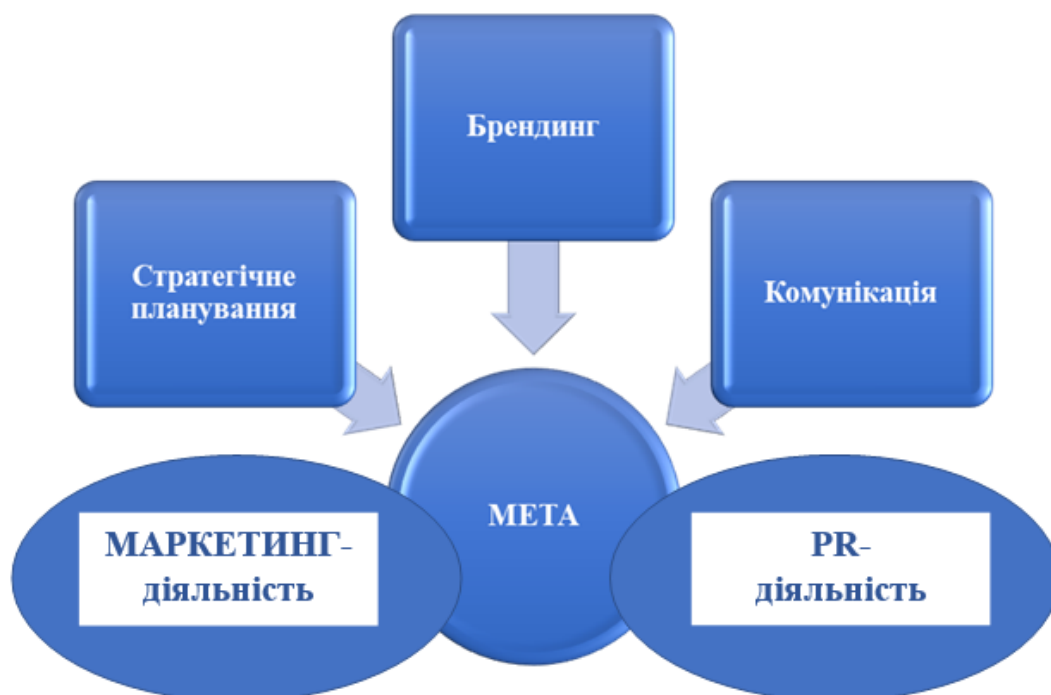 Брендинг
Стратегічне
планування
Комунікація
МЕТА
МАРКЕТИНГ-
діяльність
PR-
діяльність